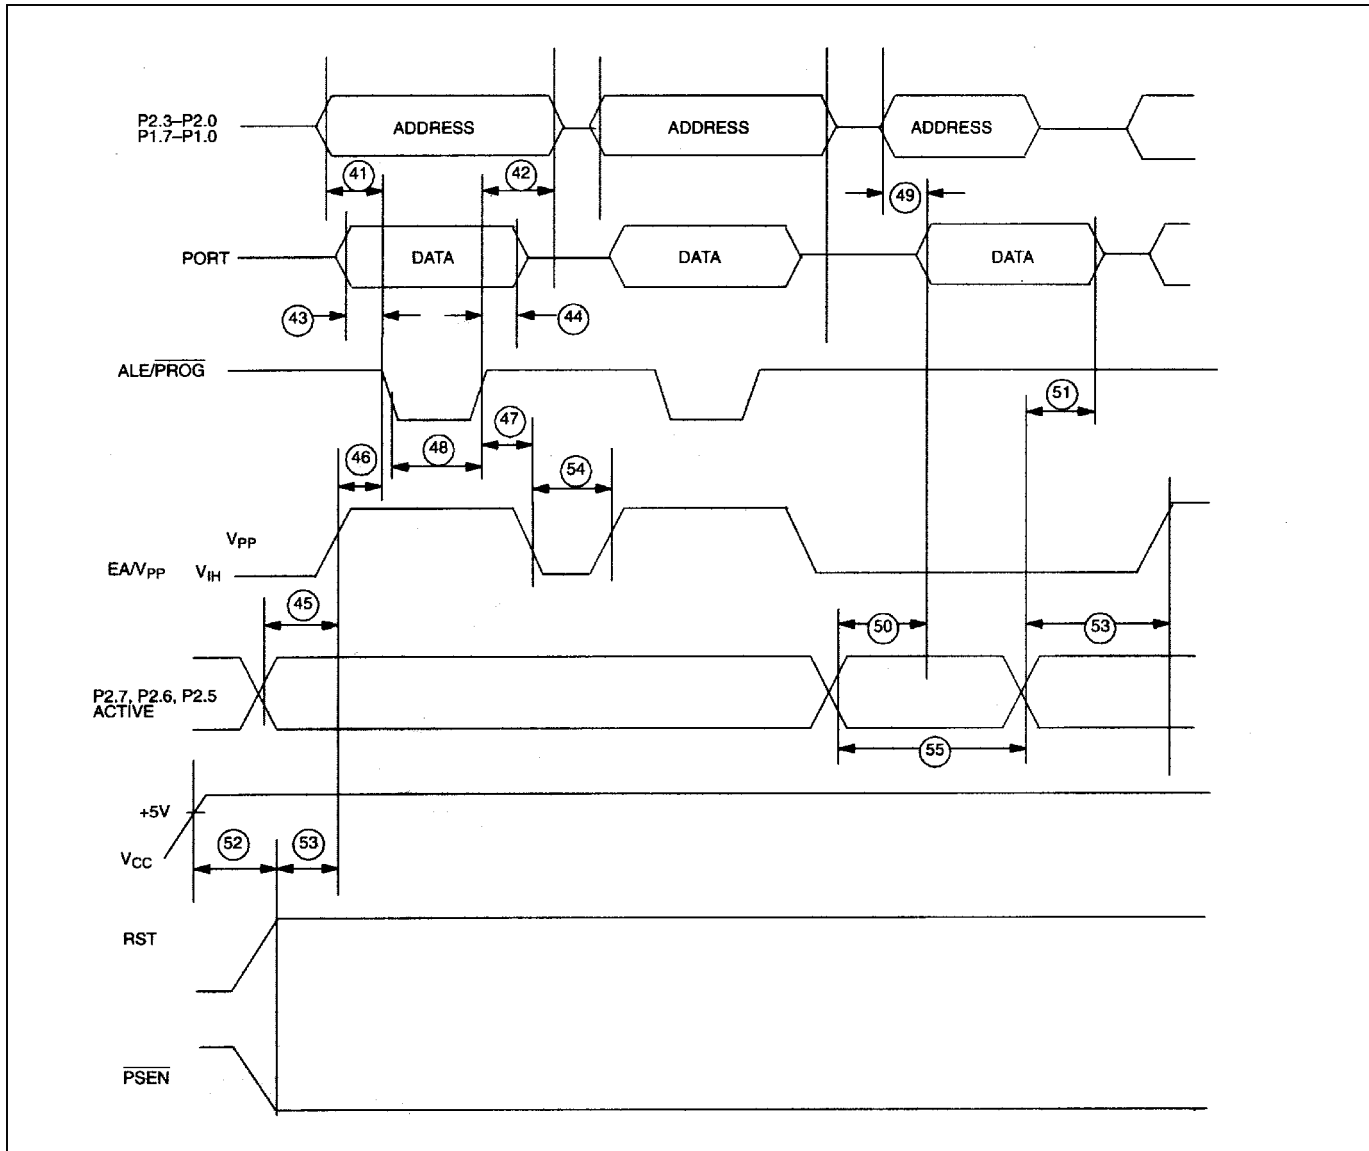 P2.3–P2.0
P1.7–P1.0
ADDRESS
ADDRESS
ADDRESS
41
42
49
PORT
DATA
DATA
DATA
43
44
ALE/PROG
51
47
48
46
54
VPP
EA/VPP VIH
45
50
53
P2.7, P2.6, P2.5
ACTIVE
55
+5V
52
53
VCC
RST
PSEN